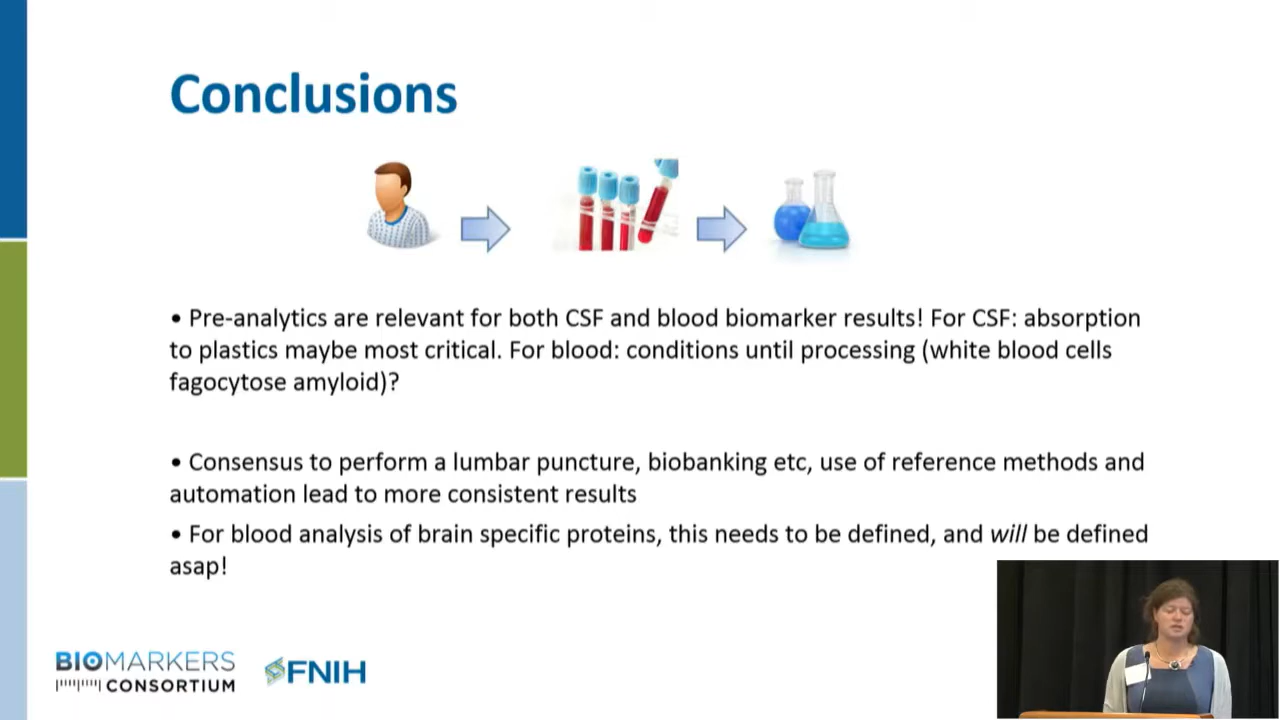 Conclusions
• Pre-analytics are relevant for both CSF and blood biomarker results! For CSF: absorption
to plastics maybe most critical. For blood: conditions until processing (white blood cells
fagocytose amyloid)?
• Consensus to perform a lumbar puncture, biobanking etc, use of reference methods and
automation lead to more consistent results
• For blood analysis of brain specific proteins, this needs to be defined, and will be defined
asap!
BIOMARKERS
CONSORTIUM
FNIH